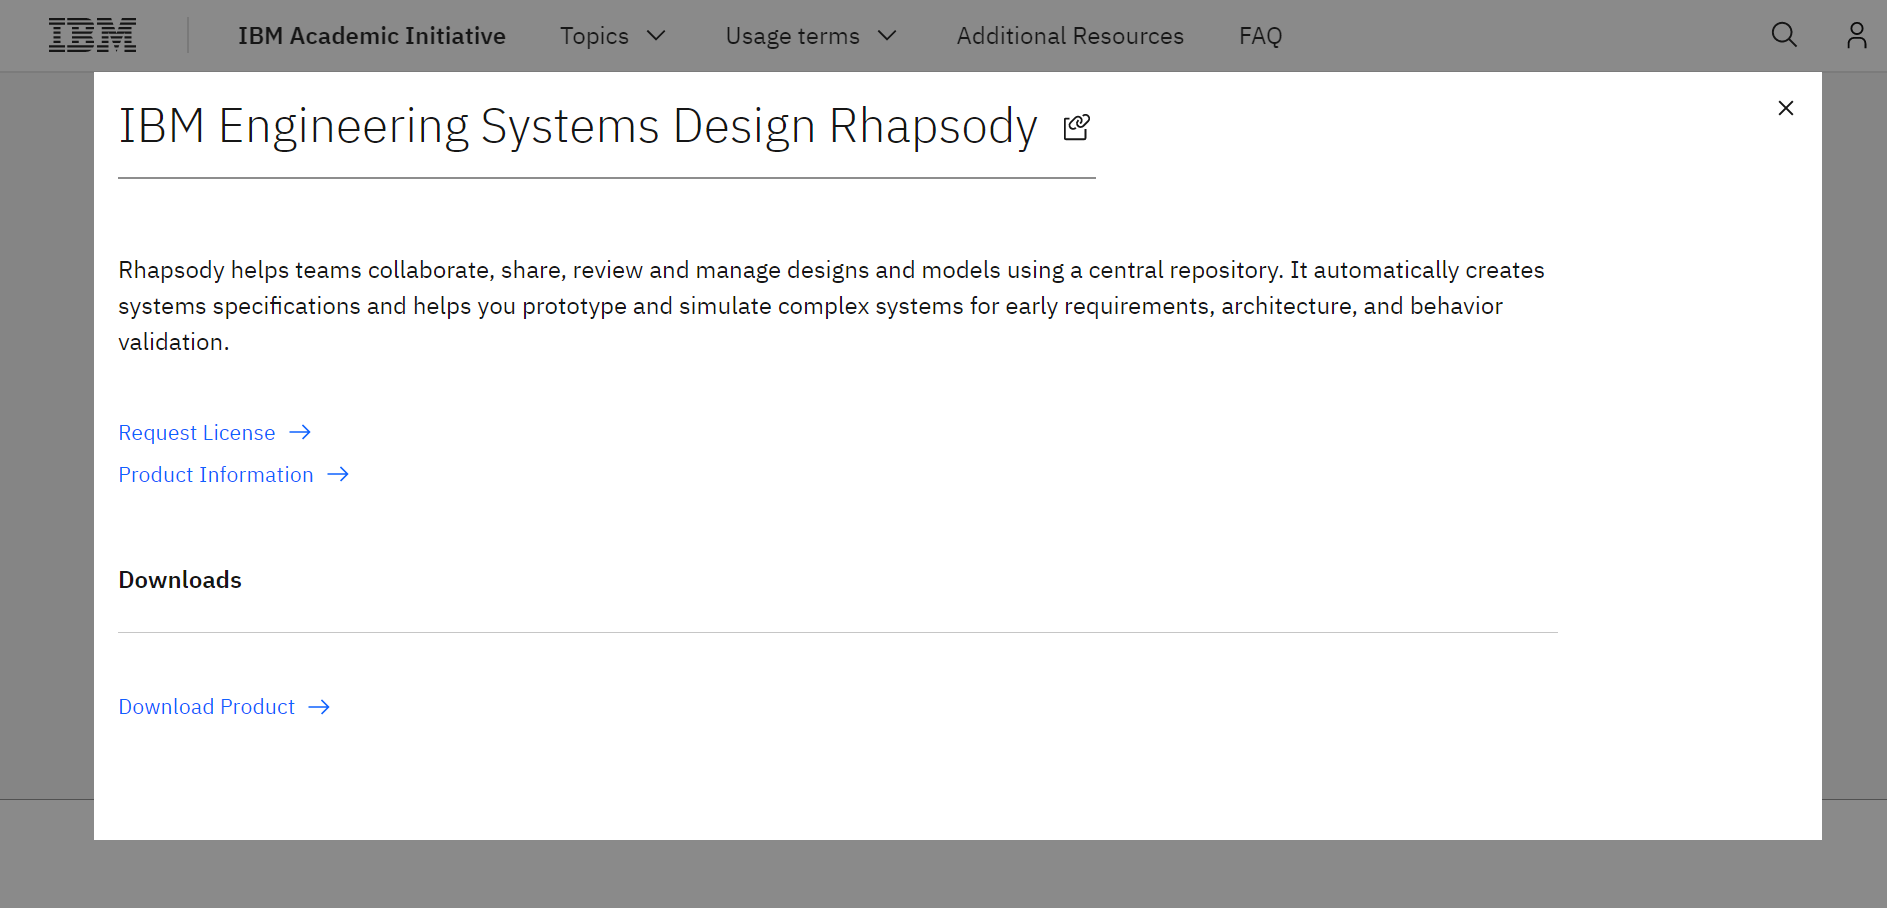 IBM
IBM Academic Initiative
Topics
Usage terms
Additional Resources
FAQ
IBM Engineering Systems Design Rhapsody
Rhapsody helps teams collaborate, share, review and manage designs and models using a central repository. It automatically creates
systems specifications and helps you prototype and simulate complex systems for early requirements, architecture, and behavior
validation.
Request License
Product Information
Downloads
Download Product